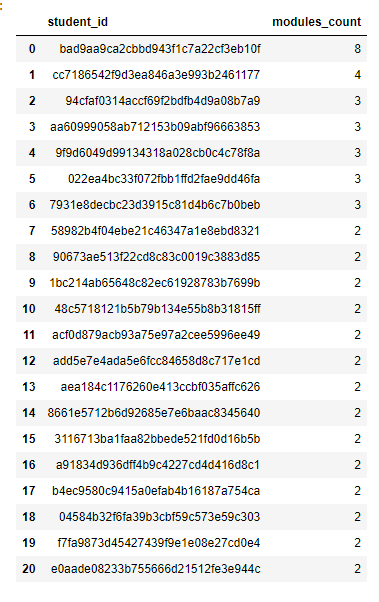 :
student_id modules_count
0 bad9aa9ca2cbbd943f1c7a22cf3eb10f 8
1 cc7186542f9d3ea846a3e993b2461177 4
2 94cfaf0314accf69f2bdfb4d9a08b7a9 3
3 aa60999058ab712153b09abf96663853 3
4 9f9d6049d99134318a028cb0c4c78f8a 3
5 022ea4bc33f072fbb1ffd2fae9dd46fa 3
6 7931e8decbc23d3915c81d4b6c7b0beb 3
7 58982b4f04ebe21c46347a1e8ebd8321 2
8 90673ae513f22cd8c83c0019c3883d85 2
9 1bc214ab65648c82ec61928783b7699b 2
10 48c5718121b5b79b134e55b8b31815ff 2
11 acf0d879acb93a75e97a2cee5996ee49 2
12 add5e7e4ada5e6fcc84658d8c717e1cd 2
13 aea184c1176260e413ccbf035affc626 2
14 8661e5712b6d92685e7e6baac8345640 2
15 3116713ba1faa82bbede521fd0d16b5b 2
16 a91834d936dff4b9c4227cd4d416d8c1 2
17 b4ec9580c9415a0efab4b16187a754ca 2
18 04584b32f6fa39b3cbf59c573e59c303 2
19 f7fa9873d45427439f9e1e08e27cd0e4 2
20 e0aade08233b755666d21512fe3e944c 2